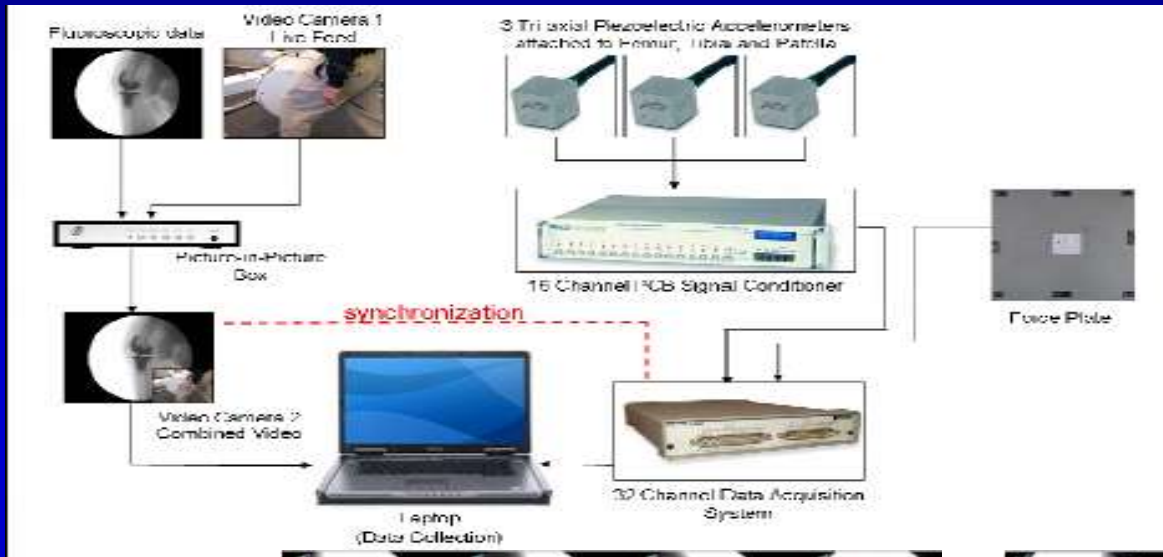 Fluoroscopic data
Video Camera 1
Live Feed
3 Tri axial Piezoelectric Accelerometers
attached to Femur, Tibia and Patella
Picture-in-Picture
Box
16 Channel PCB Signal Conditioner
Force Plate
synchronization
Video Camera 2
Combined Video
32 Channel Data Acquisition
System
Laptop
(Data Collection)